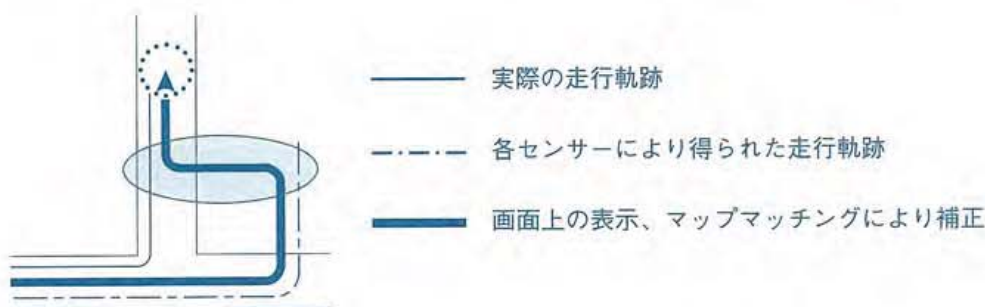 実際の走行軌跡
各センサーにより得られた走行軌跡
画面上の表示、マップマッチングにより補正